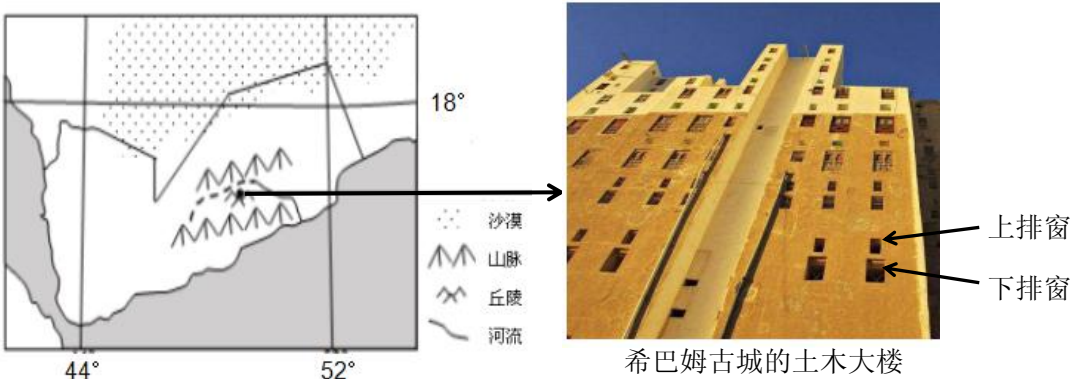 18°
沙漠
山脉
丘陵
河流
44°
52°
上排窗
下排窗
希巴姆古城的土木大楼